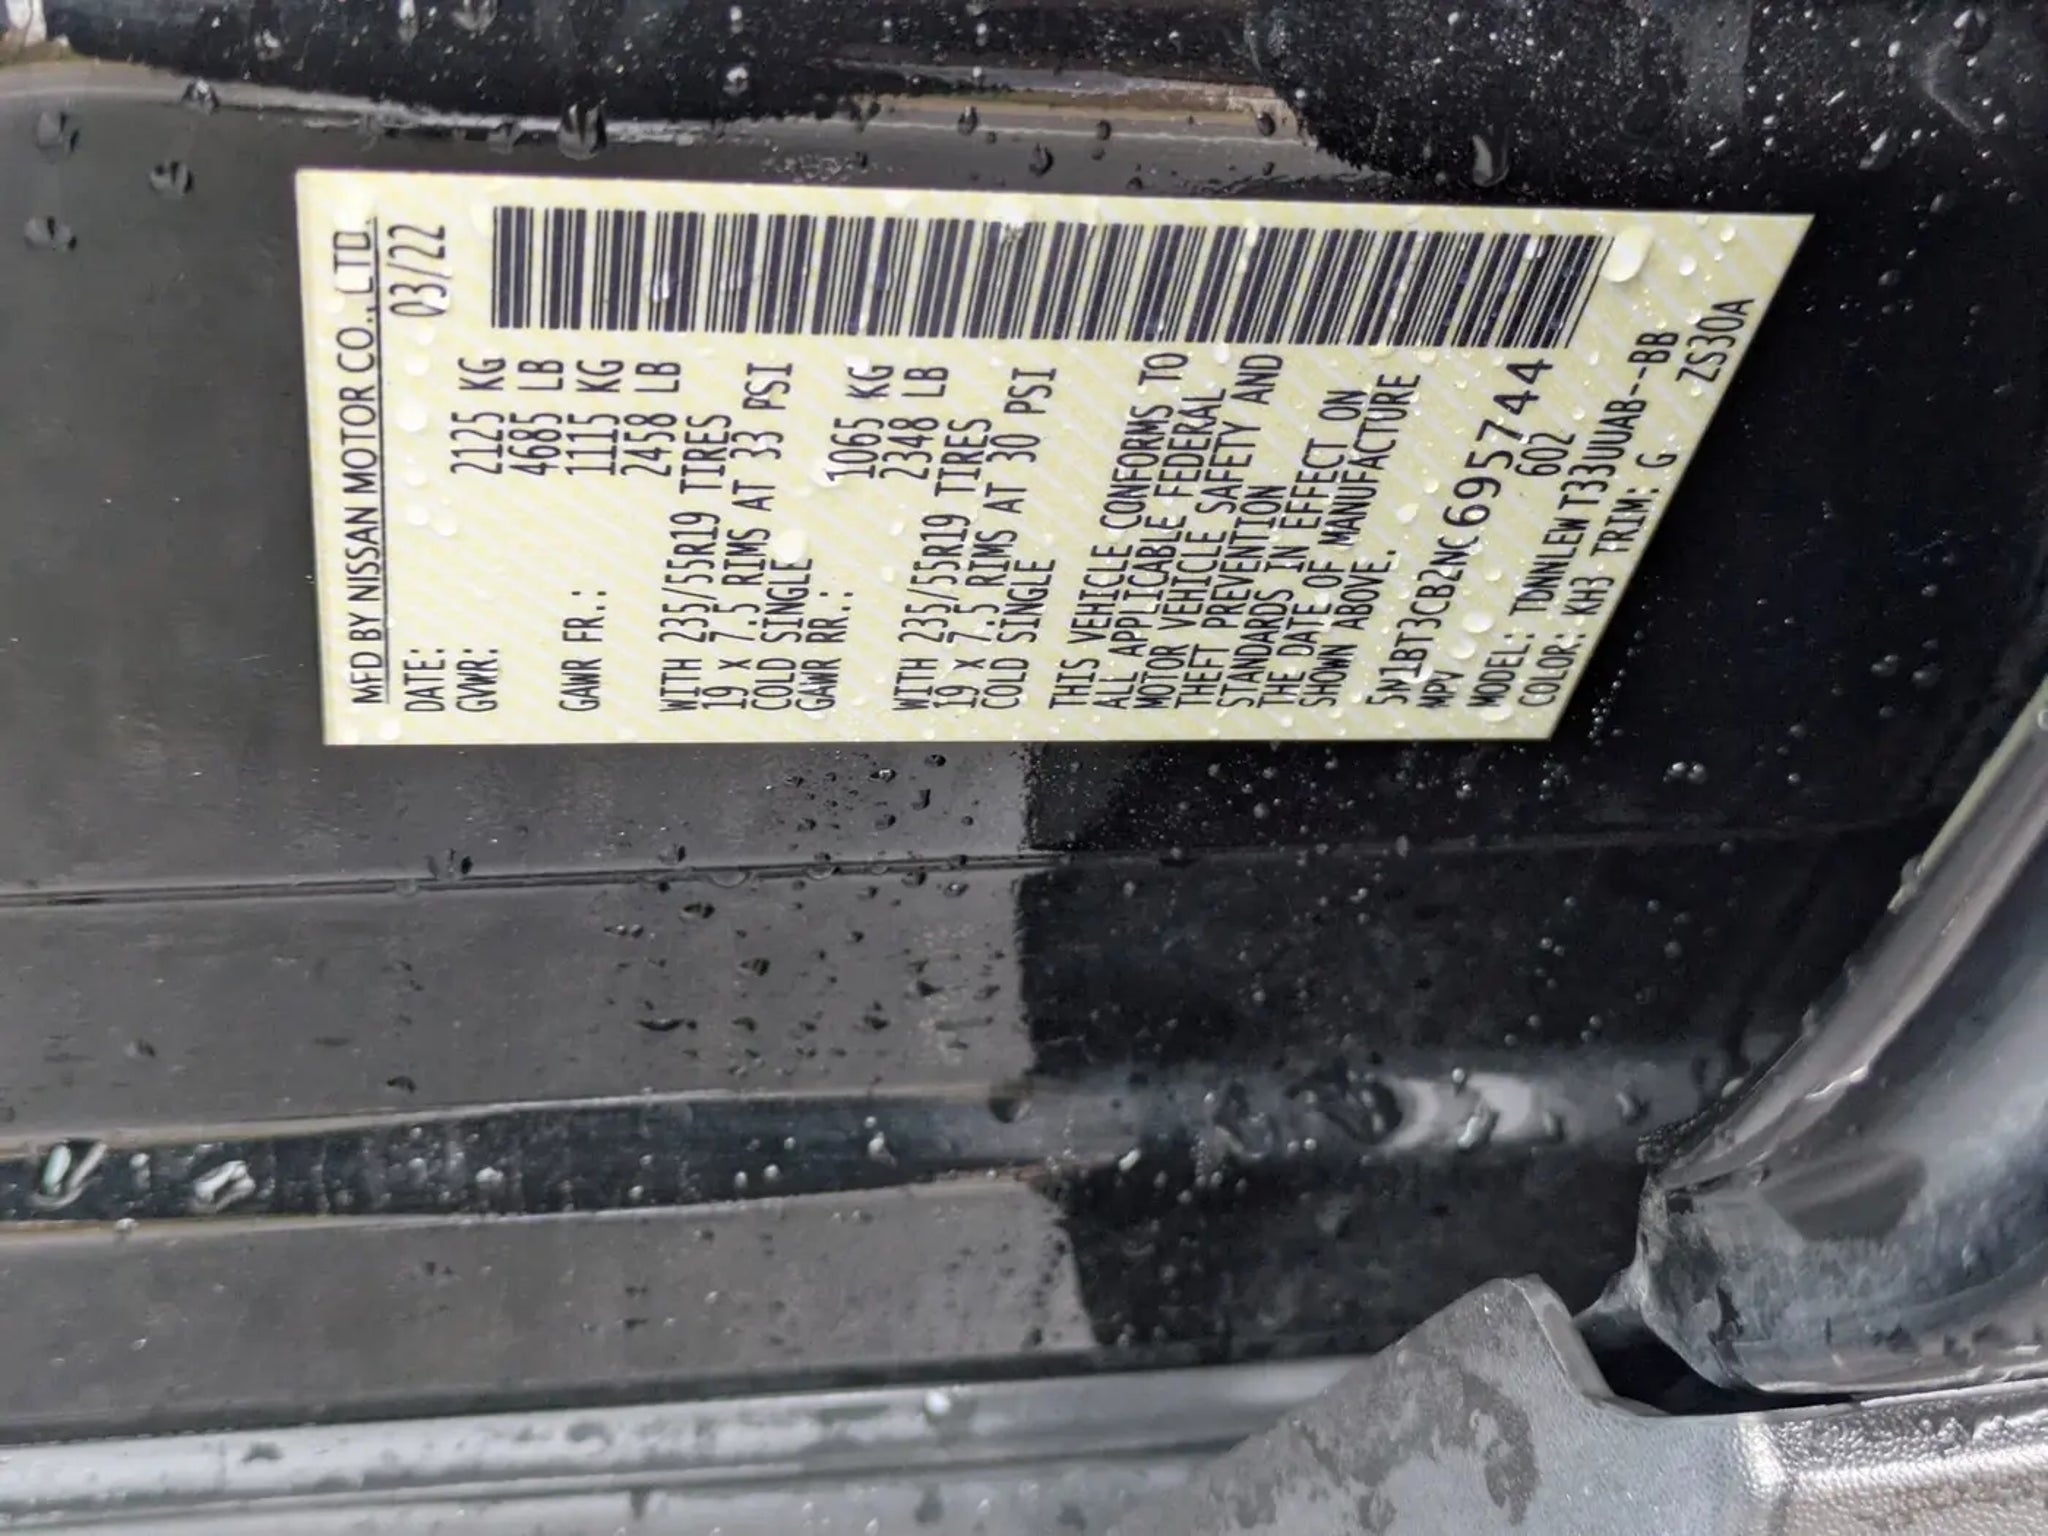 MFD BY NISSAN MOTOR CO.,LTD.
DATE: 03/22
GVWR: 2125 KG
4685 LB
GAWR FR.: 1115 KG
2458 LB
WITH 235/55R19 TIRES
19 X 7.5 RIMS AT 33 PSI
COLD SINGLE
GAWR RR.: 1065 KG
2348 LB
WITH 235/55R19 TIRES
19 X 7.5 RIMS AT 30 PSI
COLD SINGLE
THIS VEHICLE CONFORMS TO
ALL APPLICABLE FEDERAL
MOTOR VEHICLE SAFETY AND
THEFT PREVENTION
STANDARDS IN EFFECT ON
THE DATE OF MANUFACTURE
SHOWN ABOVE.
5N1BT3CB2NC695744
MPV 602
MODEL: TDNNLEW T33UUAB--BB
COLOR: KH3 TRIM: G ZS30A